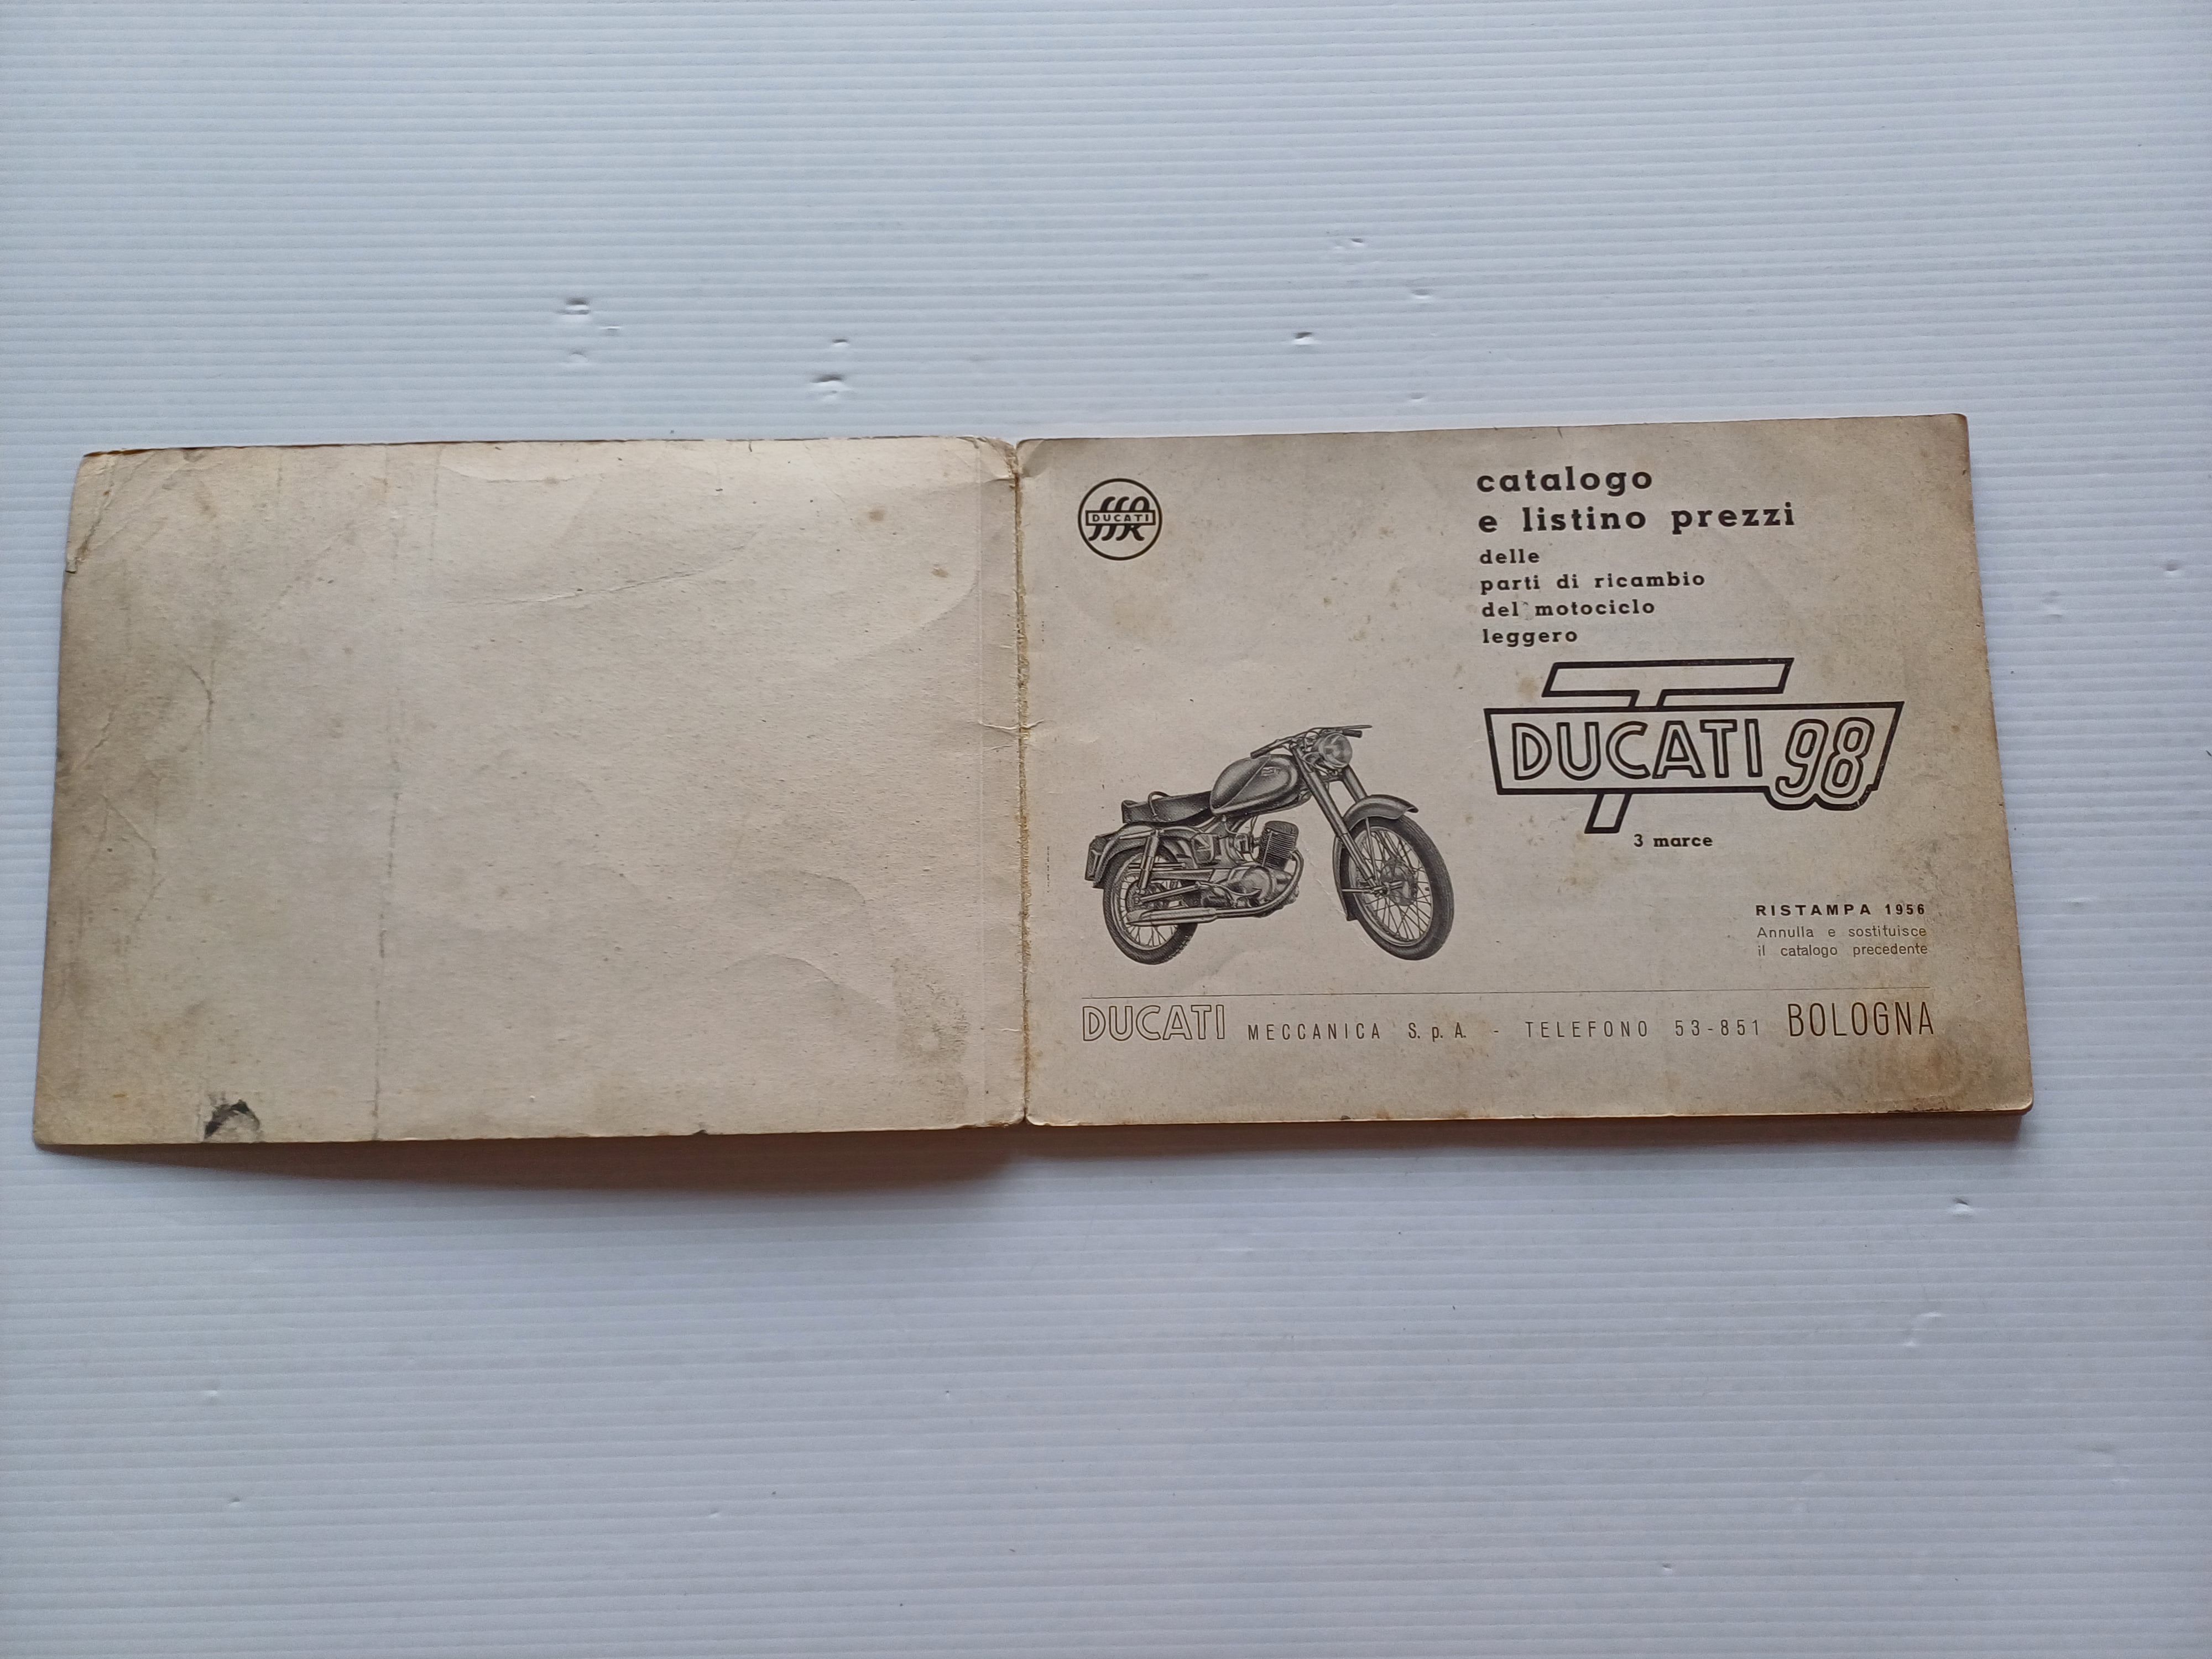 DUCATI
catalogo
e listino prezzi
delle
parti di ricambio
del motociclo
leggero
DUCATI 98
T
3 marce
RISTAMPA 1956
Annulla e sostituisce
il catalogo precedente
DUCATI MECCANICA S. p. A. - TELEFONO 53-851 BOLOGNA